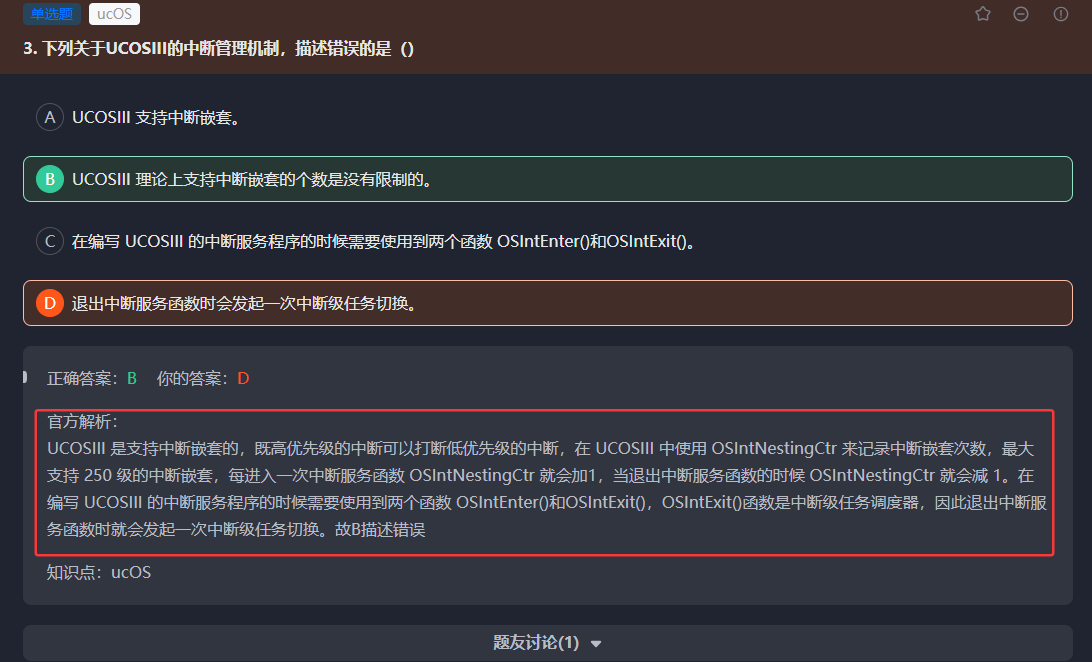 单选题 ucOS
3. 下列关于UCOSIII的中断管理机制，描述错误的是（）
A UCOSIII 支持中断嵌套。
B UCOSIII 理论上支持中断嵌套的个数是没有限制的。
C 在编写 UCOSIII 的中断服务程序的时候需要使用到两个函数 OSIntEnter()和OSIntExit()。
D 退出中断服务函数时会发起一次中断级任务切换。
正确答案：B 你的答案：D
官方解析：
UCOSIII 是支持中断嵌套的，既高优先级的中断可以打断低优先级的中断，在 UCOSIII 中使用 OSIntNestingCtr 来记录中断嵌套次数，最大
支持 250 级的中断嵌套，每进入一次中断服务函数 OSIntNestingCtr 就会加1，当退出中断服务函数的时候 OSIntNestingCtr 就会减 1。在
编写 UCOSIII 的中断服务程序的时候需要使用到两个函数 OSIntEnter()和OSIntExit()，OSIntExit()函数是中断级任务调度器，因此退出中断服
务函数时就会发起一次中断级任务切换。故B描述错误
知识点：ucOS
题友讨论(1)